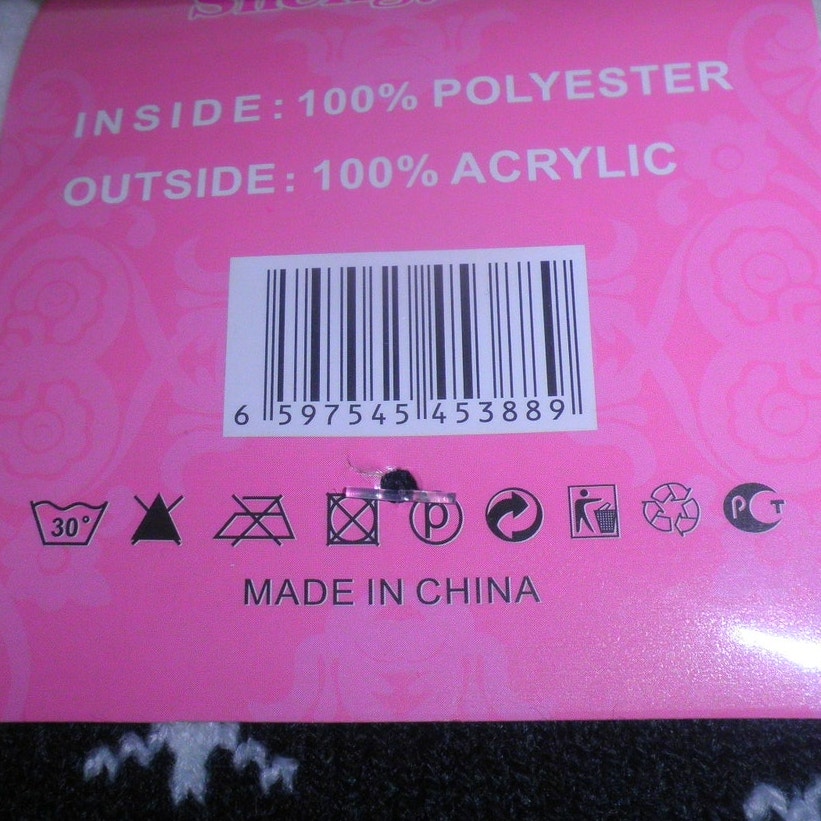 INSIDE: 100% POLYESTER
OUTSIDE: 100% ACRYLIC
6 597545 453889
30° P PCT
MADE IN CHINA